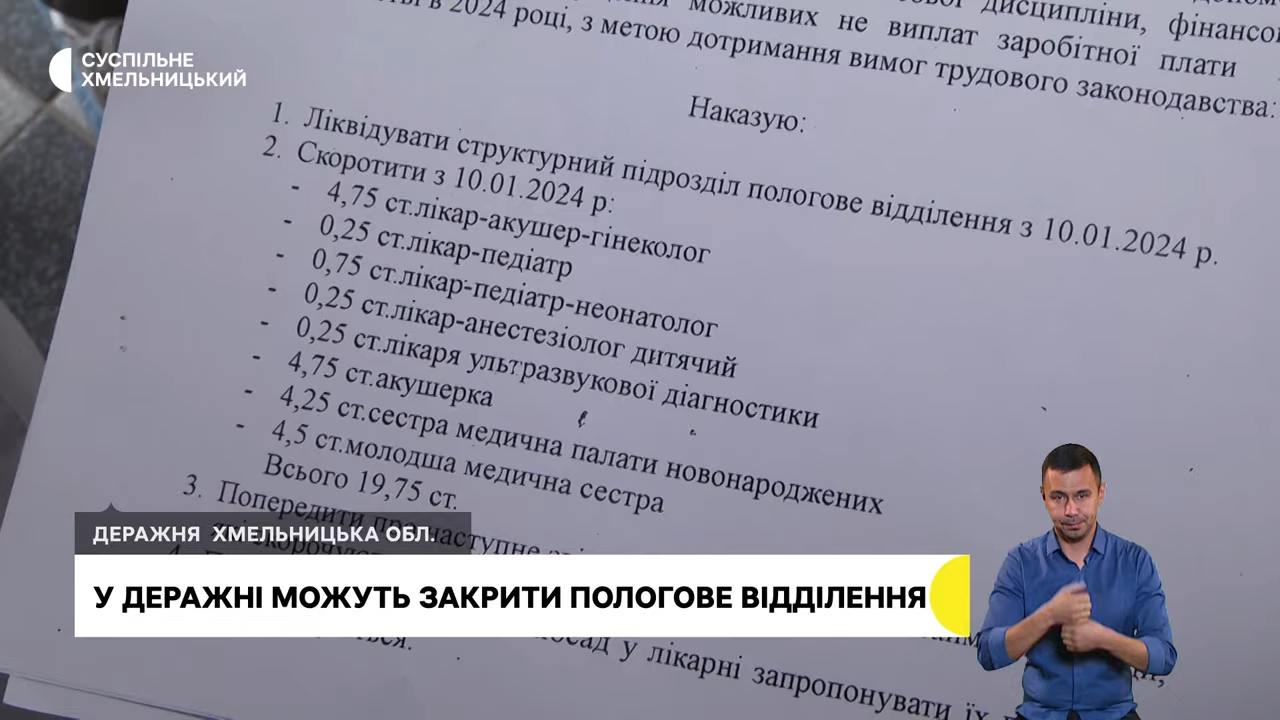 СУСПІЛЬНЕ
ХМЕЛЬНИЦЬКИЙ
дисципліни,
можливих не виплат заробітної плати
в 2024 році, з метою дотримання вимог трудового законодавства:
Наказую:
1. Ліквідувати структурний підрозділ пологове відділення з 10.01.2024 р.
2. Скоротити з 10.01.2024 р:
- 4,75 ст.лікар-акушер-гінеколог
- 0,25 ст.лікар-педіатр
- 0,75 ст.лікар-педіатр-неонатолог
- 0,25 ст.лікар-анестезіолог дитячий
- 0,25 ст.лікаря ультразвукової діагностики
- 4,75 ст.акушерка
- 4,25 ст.сестра медична палати новонароджених
- 4,5 ст.молодша медична сестра
Всього 19,75 ст.
3. Попередити
ДЕРАЖНЯ ХМЕЛЬНИЦЬКА ОБЛ.
У ДЕРАЖНІ МОЖУТЬ ЗАКРИТИ ПОЛОГОВЕ ВІДДІЛЕННЯ
у лікарні запропонувати їх